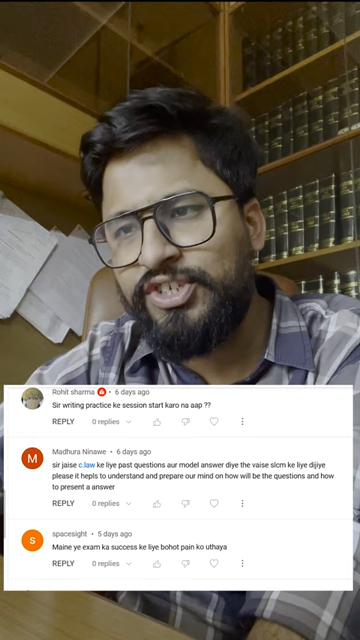 Rohit sharma • 6 days ago
Sir writing practice ke session start karo na aap ??
REPLY 0 replies
M
Madhura Ninawe • 6 days ago
sir jaise c.law ke liye past questions aur model answer diye the vaise slcm ke liye dijiye
please it hepls to understand and prepare our mind on how will be the questions and how
to present a answer
REPLY 0 replies
S
spacesight • 5 days ago
Maine ye exam ka success ke liye bohot pain ko uthaya
REPLY 0 replies